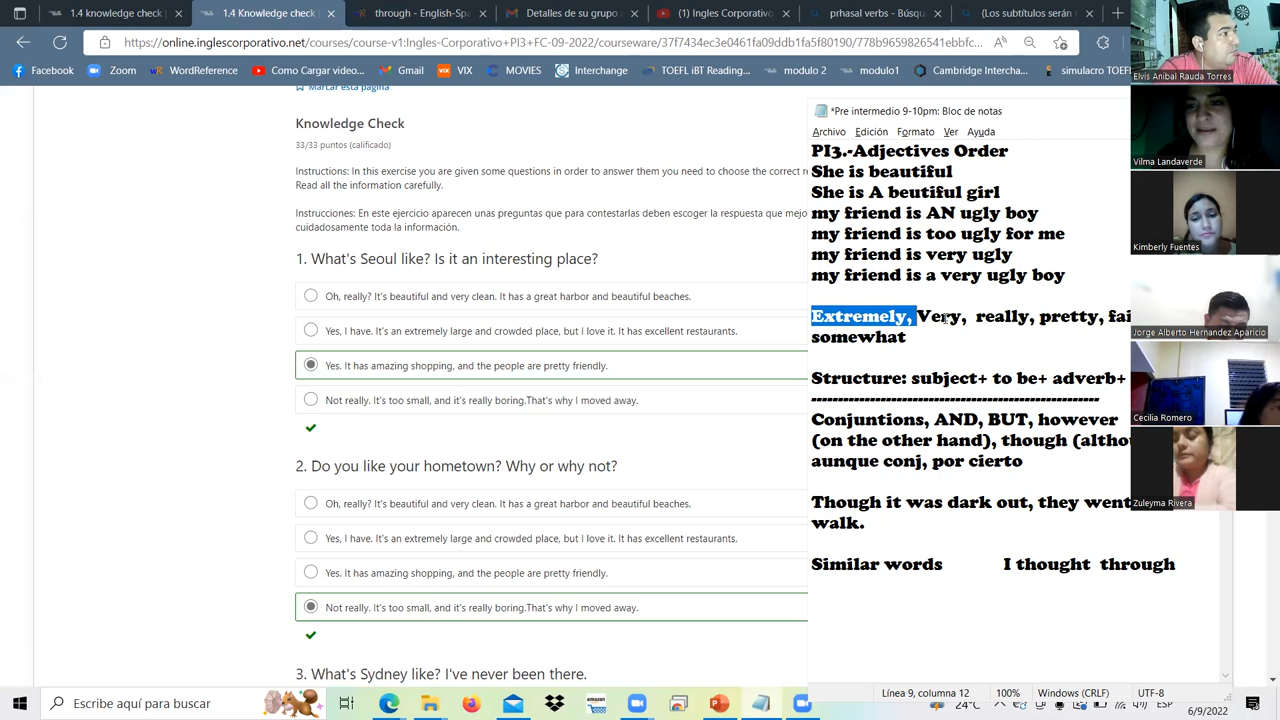 1.4 Knowledge check
1.4 Knowledge Check
through - English-Sp
Detalles de su grupo
(1) Ingles Corporativo
prhasal verbs - Búsqu
(Los subtítulos serán
https://online.inglescorporativo.net/courses/course-v1:Ingles-Corporativo+PI3+FC-09-2022/courseware/37f7434ec3e0461fa09ddb1fa5f80190/778b9659826541ebbfc...
Facebook
Zoom
WordReference
Como Cargar video...
Gmail
VIX
MOVIES
Interchange
TOEFL iBT Reading...
modulo 2
modulo1
Cambridge Intercha...
simulacro TOEF
Marcar esta página
Knowledge Check
33/33 puntos (calificado)
Instructions: In this exercise you are given some questions in order to answer them you need to choose the correct re
Read all the information carefully.
Instrucciones: En este ejercicio aparecen unas preguntas que para contestarlas deben escoger la respuesta que mejo
cuidadosamente toda la información.
1. What's Seoul like? Is it an interesting place?
Oh, really? It's beautiful and very clean. It has a great harbor and beautiful beaches.
Yes, I have. It's an extremely large and crowded place, but I love it. It has excellent restaurants.
Yes. It has amazing shopping, and the people are pretty friendly.
Not really. It's too small, and it's really boring.That's why I moved away.
2. Do you like your hometown? Why or why not?
Oh, really? It's beautiful and very clean. It has a great harbor and beautiful beaches.
Yes, I have. It's an extremely large and crowded place, but I love it. It has excellent restaurants.
Yes. It has amazing shopping, and the people are pretty friendly.
Not really. It's too small, and it's really boring.That's why I moved away.
3. What's Sydney like? I've never been there.
*Pre intermedio 9-10pm: Bloc de notas
Archivo Edición Formato Ver Ayuda
PI3.-Adjectives Order
She is beautiful
She is A beutiful girl
my friend is AN ugly boy
my friend is too ugly for me
my friend is very ugly
my friend is a very ugly boy
Extremely, Very, really, pretty, fai
somewhat
Structure: subject+ to be+ adverb+
----------------------------------------
Conjuntions, AND, BUT, however
(on the other hand), though (altho
aunque conj, por cierto
Though it was dark out, they went
walk.
Similar words I thought through
Línea 9, columna 12
100%
Windows (CRLF)
UTF-8
Elvis Anibal Rauda Torres
Vilma Landaverde
Kimberly Fuentes
Jorge Alberto Hernandez Aparicio
Cecilia Romero
Zuleyma Rivera
Escribe aquí para buscar
amazon
24°C
ESP
6/9/2022